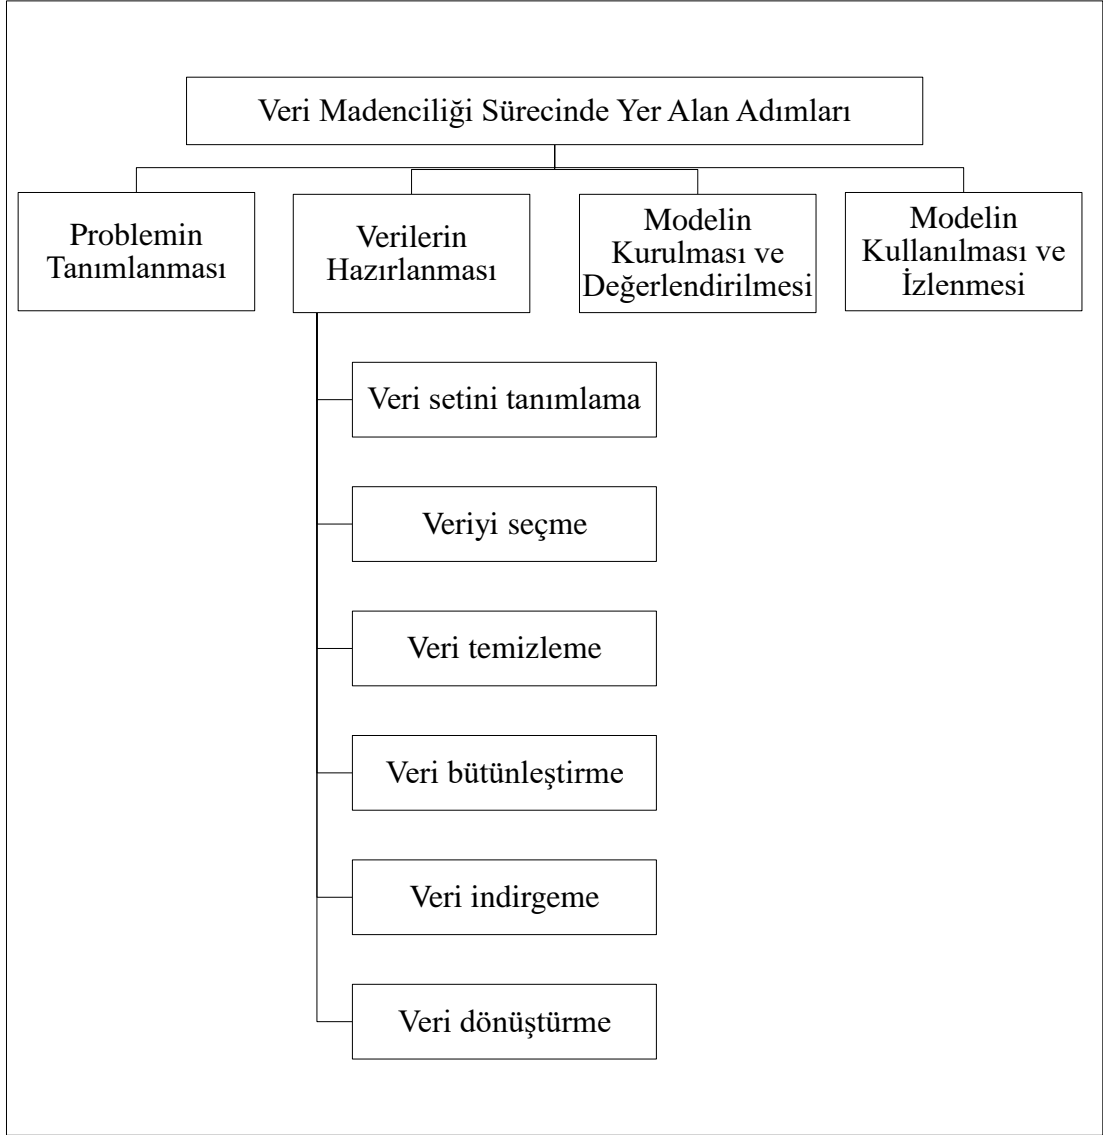 Veri Madenciliği Sürecinde Yer Alan Adımları
Problemin
Tanımlanması
Verilerin
Hazırlanması
Modelin
Kurulması ve
Değerlendirilmesi
Modelin
Kullanılması ve
İzlenmesi
Veri setini tanımlama
Veriyi seçme
Veri temizleme
Veri bütünleştirme
Veri indirgeme
Veri dönüştürme